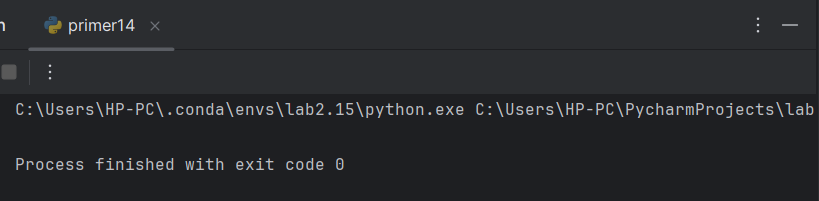 n primer14
C:\Users\HP-PC\.conda\envs\lab2.15\python.exe C:\Users\HP-PC\PycharmProjects\lab
Process finished with exit code 0